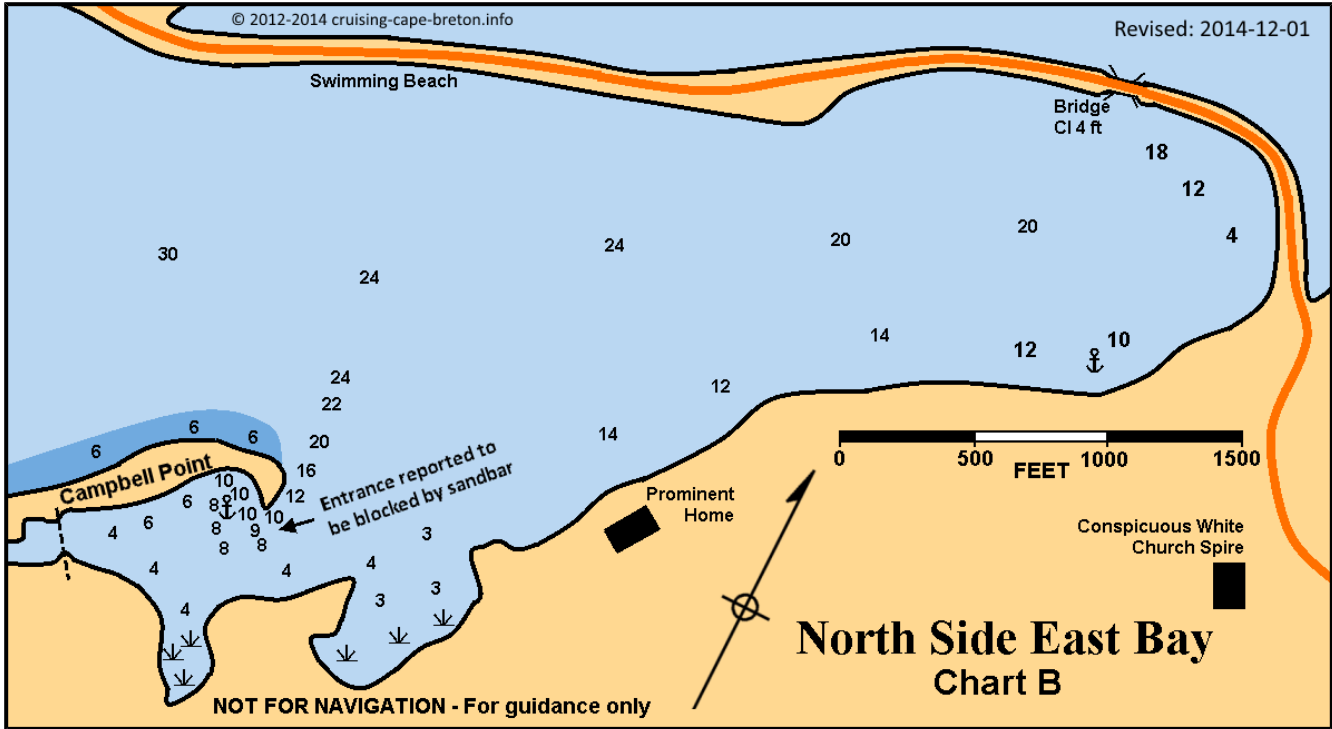 © 2012-2014 cruising-cape-breton.info
Revised: 2014-12-01
Swimming Beach
Bridge
Cl 4 ft
18
12
4
30
24
24
20
20
14
12
10
24
22
12
14
20
16
12
6
6
6
Campbell Point
10
10
8
10
10
6
6
4
8
9
8
8
Entrance reported to
be blocked by sandbar
4
4
4
4
3
3
3
0
500
1000
1500
FEET
Prominent
Home
Conspicuous White
Church Spire
North Side East Bay
Chart B
NOT FOR NAVIGATION - For guidance only